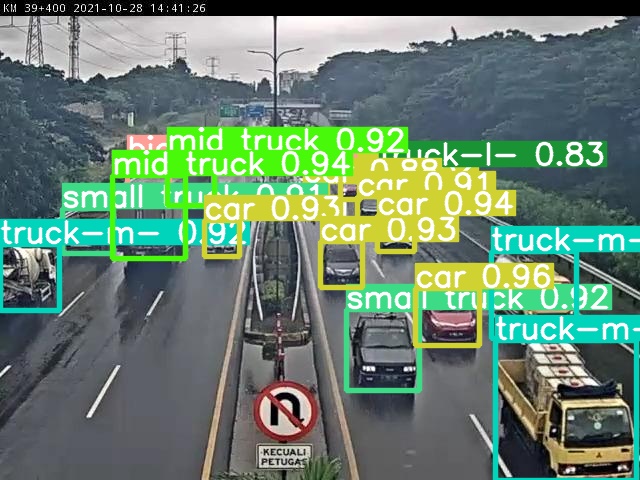 KM 39+400 2021-10-28 14:41:26
mid truck 0.92
mid truck 0.94
truck-l- 0.83
car 0.91
small truck 0.91
car 0.93
car 0.94
truck-m- 0.92
car 0.93
truck-m-
car 0.96
small truck 0.92
truck-m-
KECUALI
PETUGAS